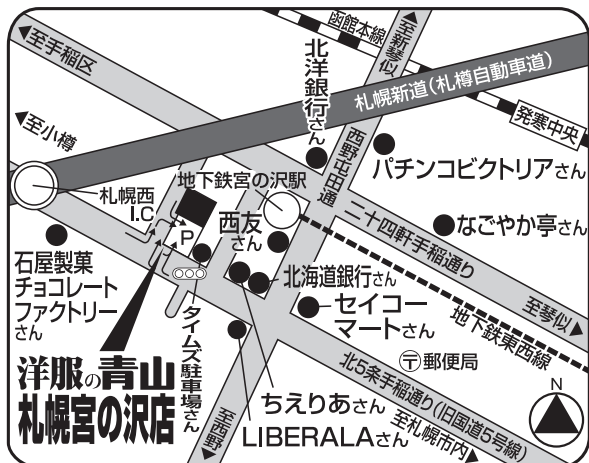 函館本線
至手稲区
至新琴似
北洋銀行さん
札幌新道(札樽自動車道)
発寒中央
至小樽
西野屯田通
パチンコビクトリアさん
札幌西
I.C
地下鉄宮の沢駅
二十四軒手稲通り
なごやか亭さん
P
西友
さん
石屋製菓
チョコレート
ファクトリー
さん
北海道銀行さん
セイコー
マートさん
地下鉄東西線
至琴似
タイムズ駐車場さん
〒郵便局
洋服の青山
札幌宮の沢店
ちえりあさん
LIBERALAさん
至西野
北5条手稲通り(旧国道5号線)
至札幌市内
N